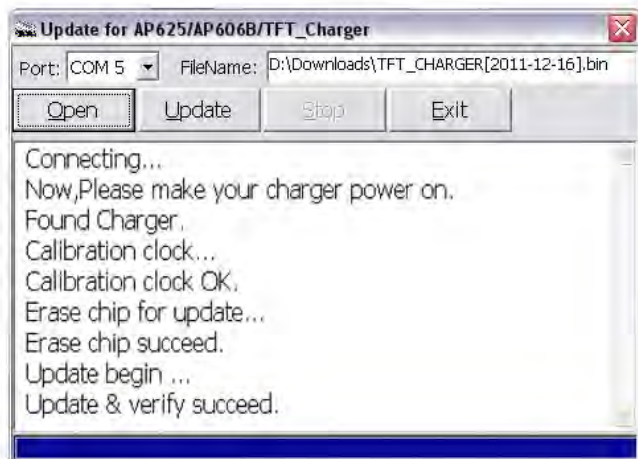 Update for AP625/AP606B/TFT_Charger
Port: COM 5 FileName: D:\Downloads\TFT_CHARGER[2011-12-16].bin
Open Update Stop Exit
Connecting...
Now,Please make your charger power on.
Found Charger.
Calibration clock...
Calibration clock OK.
Erase chip for update...
Erase chip succeed.
Update begin ...
Update & verify succeed.